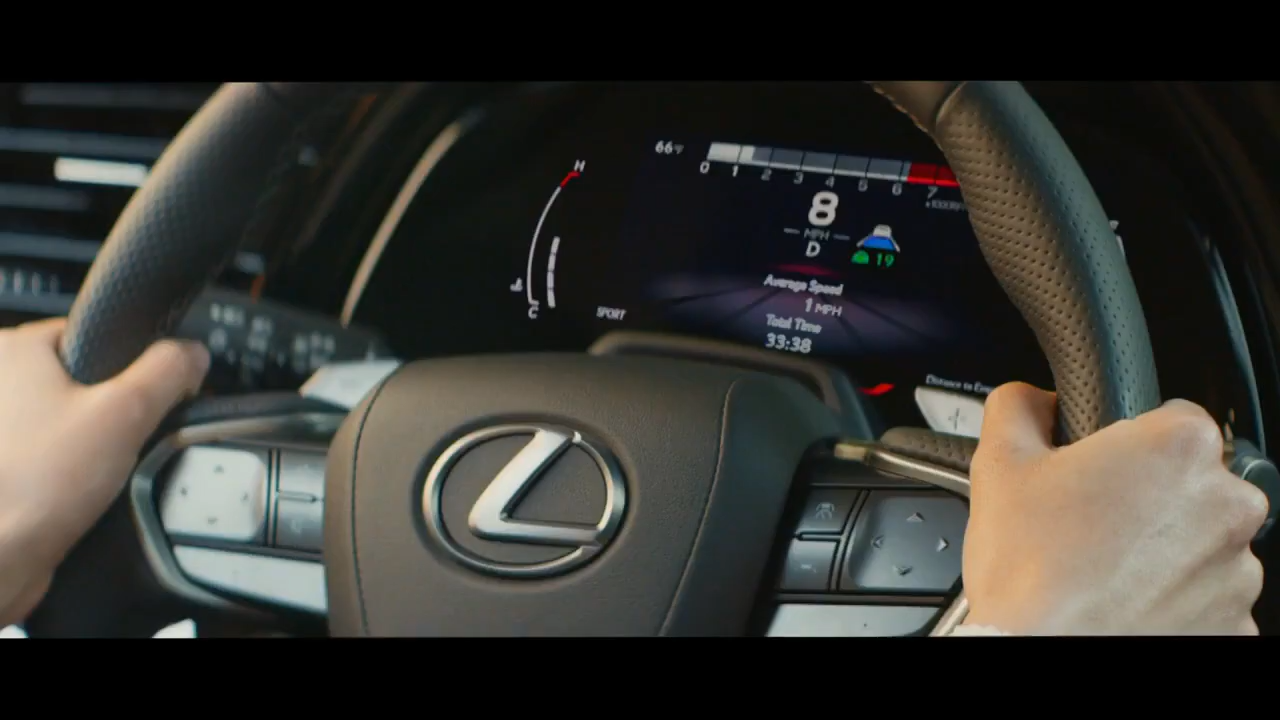 66°F
H
0 1 2 3 4 5 6 7
8
MPH
D
19
C
SPORT
Average Speed
1 MPH
Total Time
33:38
Distance to